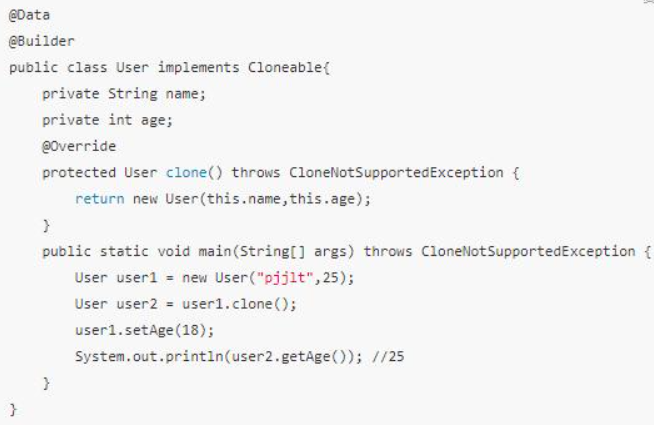 @Data
@Builder
public class User implements Cloneable{
    private String name;
    private int age;
    @Override
    protected User clone() throws CloneNotSupportedException {
        return new User(this.name,this.age);
    }
    public static void main(String[] args) throws CloneNotSupportedException {
        User user1 = new User("pjjlt",25);
        User user2 = user1.clone();
        user1.setAge(18);
        System.out.println(user2.getAge()); //25
    }
}